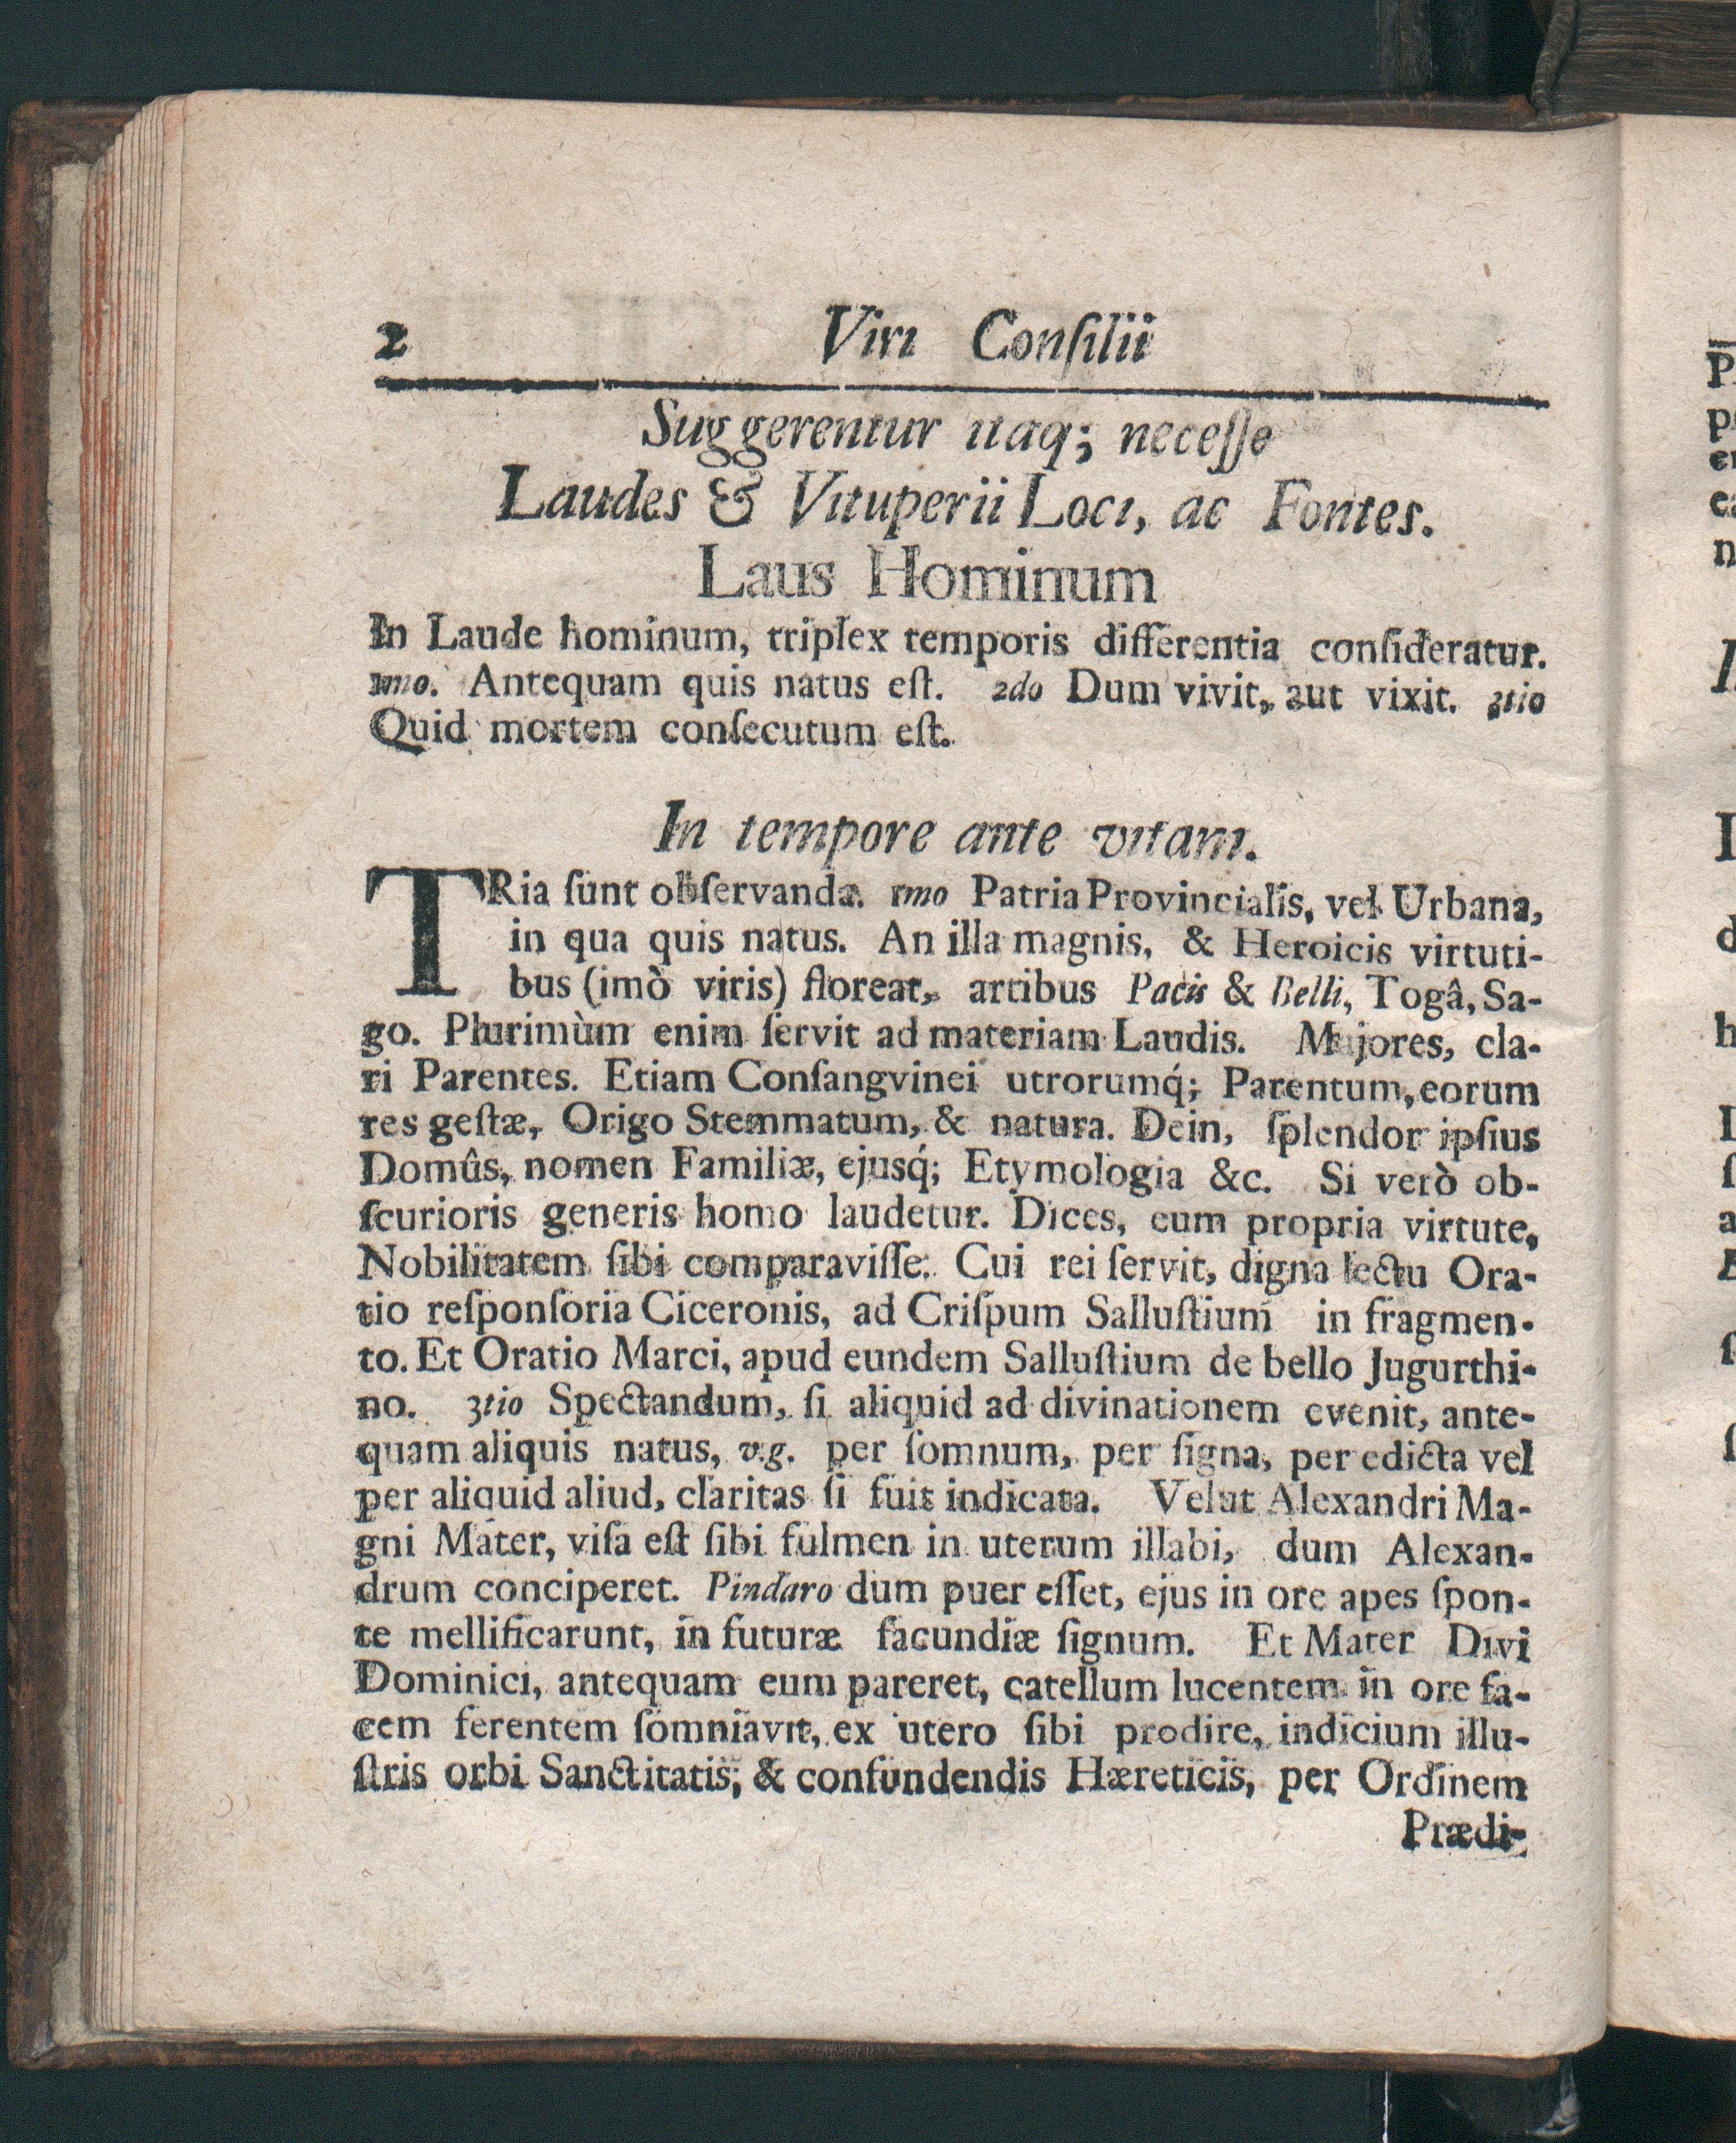 2 Viri Conſilii
Suggerentur itaq; neceſſe
Laudes & Vituperii Loci, ac Fontes.
Laus Hominum
In Laude hominum, triplex temporis differentia conſideratur.
1mo. Antequam quis natus eſt. 2do Dum vivit, aut vixit. 3tio
Quid mortem conſecutum eſt.
In tempore ante vitam.
TRia ſunt obſervanda. 1mo Patria Provincialis, vel Urbana,
in qua quis natus. An illa magnis, & Heroicis virtuti-
bus (imò viris) floreat, artibus Pacis & Belli, Togâ, Sa-
go. Plurimùm enim ſervit ad materiam Laudis. Majores, cla-
ri Parentes. Etiam Conſangvinei utrorumq́; Parentum, eorum
res geſtæ, Origo Stemmatum, & natura. Dein, ſplendor ipſius
Domûs, nomen Familiæ, ejusq́; Etymologia &c. Si verò ob-
ſcurioris generis homo laudetur. Dices, eum propria virtute,
Nobilitatem ſibi comparaviſſe. Cui rei ſervit, digna lectu Ora-
tio reſponſoria Ciceronis, ad Criſpum Salluſtium in fragmen-
to. Et Oratio Marci, apud eundem Salluſtium de bello Jugurthi-
no. 3tio Spectandum, ſi aliquid ad divinationem evenit, ante-
quam aliquis natus, v.g. per ſomnum, per ſigna, per edicta vel
per aliquid aliud, claritas ſi fuit indicata. Velut Alexandri Ma-
gni Mater, viſa eſt ſibi fulmen in uterum illabi, dum Alexan-
drum conciperet. Pindaro dum puer eſſet, ejus in ore apes ſpon-
te mellificarunt, in futuræ facundiæ ſignum. Et Mater Divi
Dominici, antequam eum pareret, catellum lucentem in ore fa-
cem ferentem ſomniavit, ex utero ſibi prodire, indicium illu-
ſtris orbi Sanctitatis, & confundendis Hæreticis, per Ordinem
Prædi-